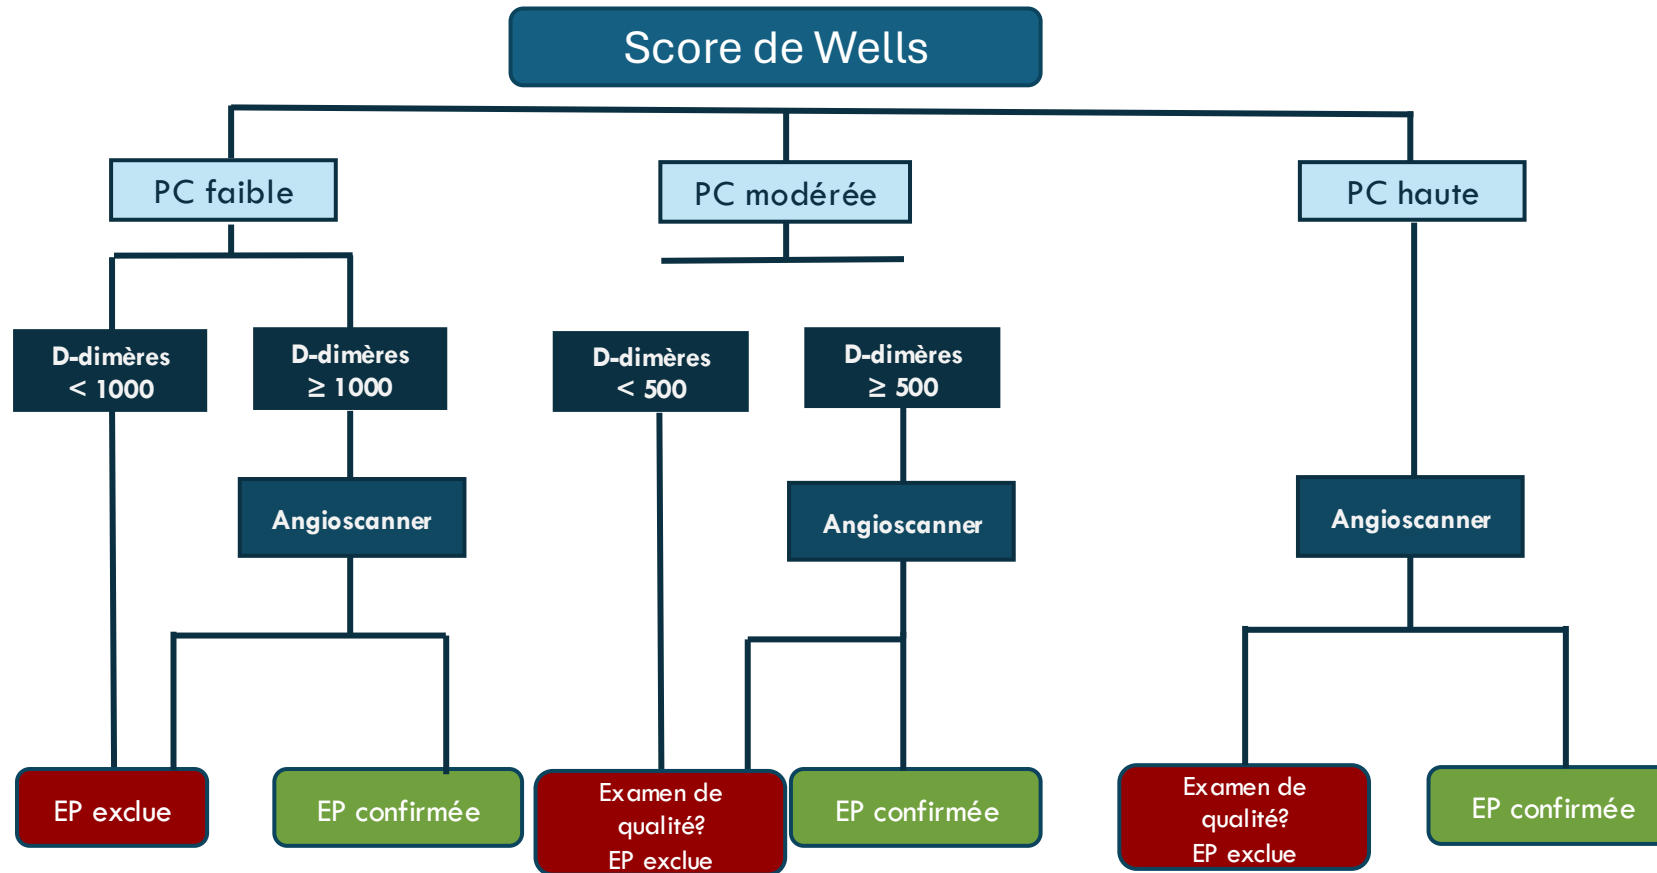 Score de Wells
PC faible
PC modérée
PC haute
D-dimères
< 1000
D-dimères
≥ 1000
D-dimères
< 500
D-dimères
≥ 500
Angioscanner
Angioscanner
Angioscanner
EP exclue
EP confirmée
Examen de
qualité?
EP exclue
EP confirmée
Examen de
qualité?
EP exclue
EP confirmée